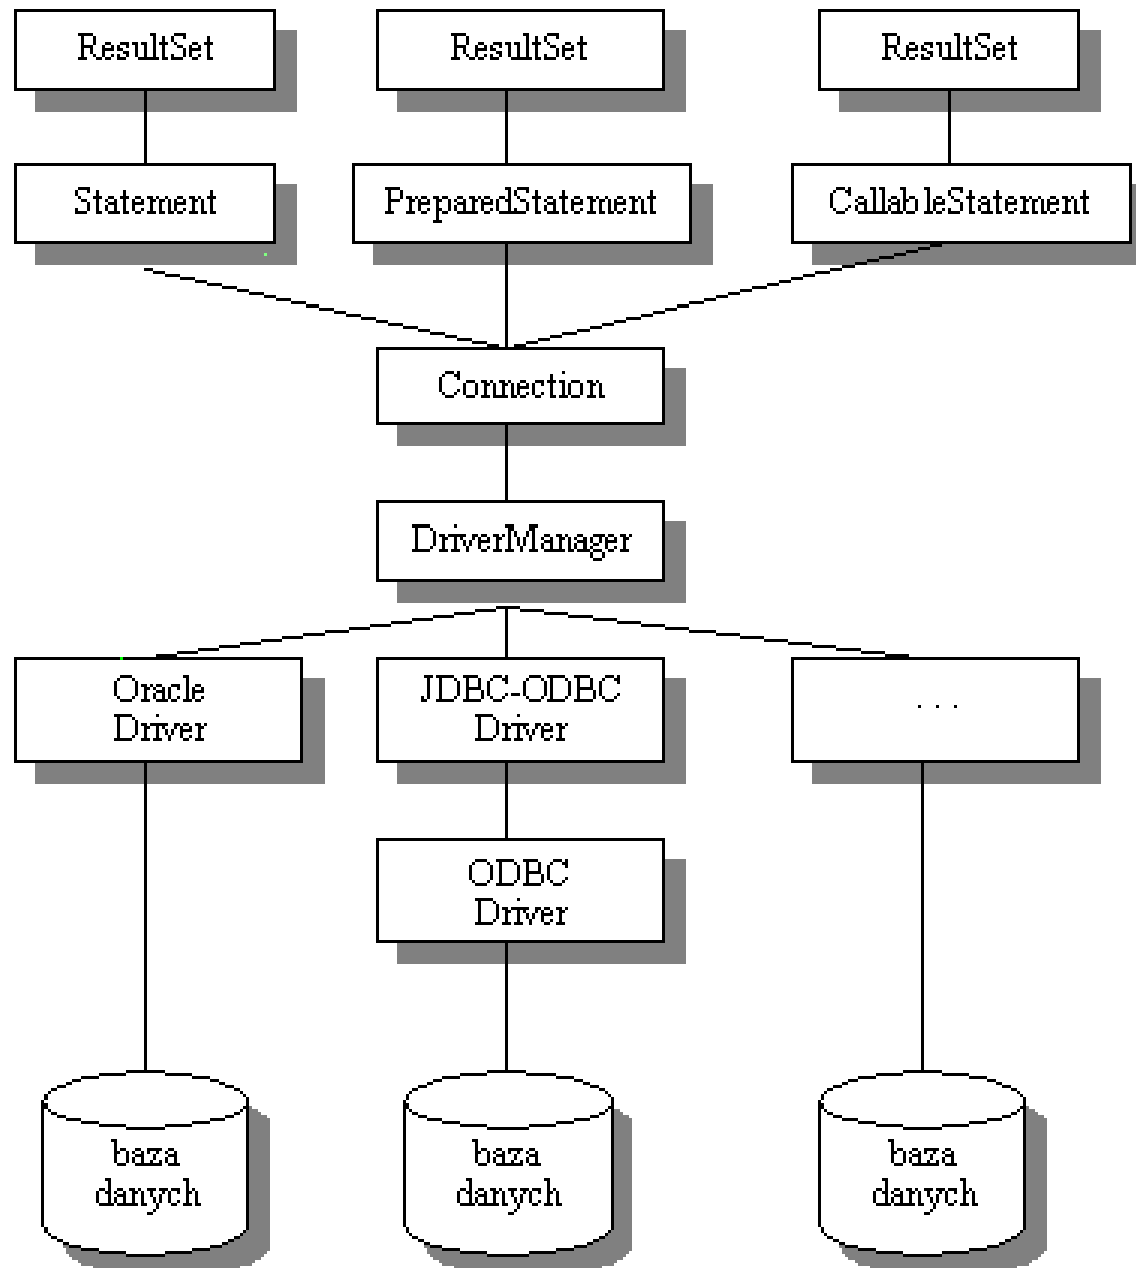 ResultSet
ResultSet
ResultSet
Statement
PreparedStatement
CallableStatement
Connection
DriverManager
Oracle
Driver
JDBC-ODBC
Driver
. . .
ODBC
Driver
baza
danych
baza
danych
baza
danych